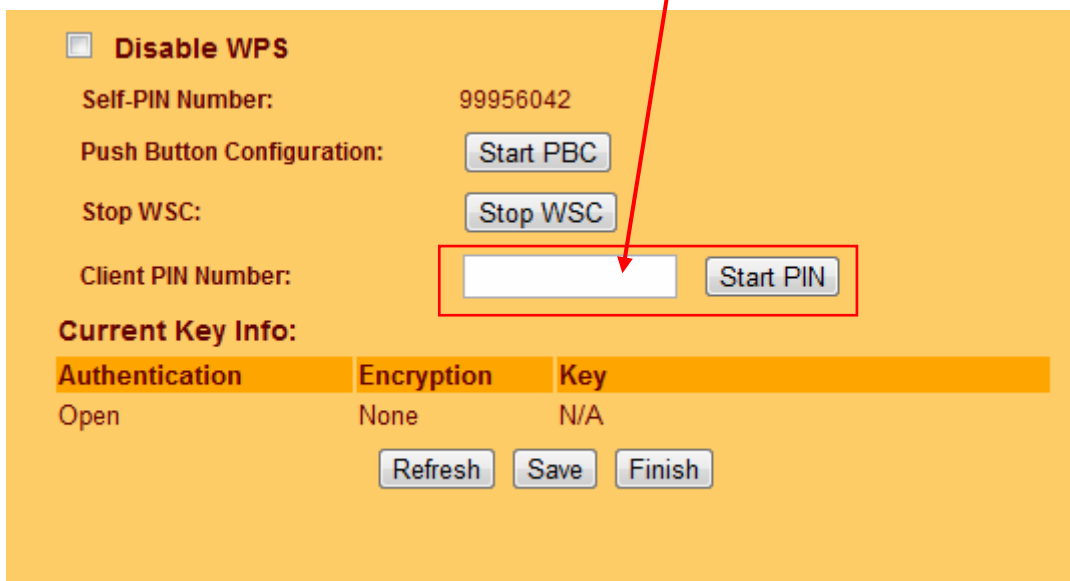 Disable WPS
Self-PIN Number: 99956042
Push Button Configuration: Start PBC
Stop WSC: Stop WSC
Client PIN Number: Start PIN
Current Key Info:
Authentication Encryption Key
Open None N/A
Refresh Save Finish